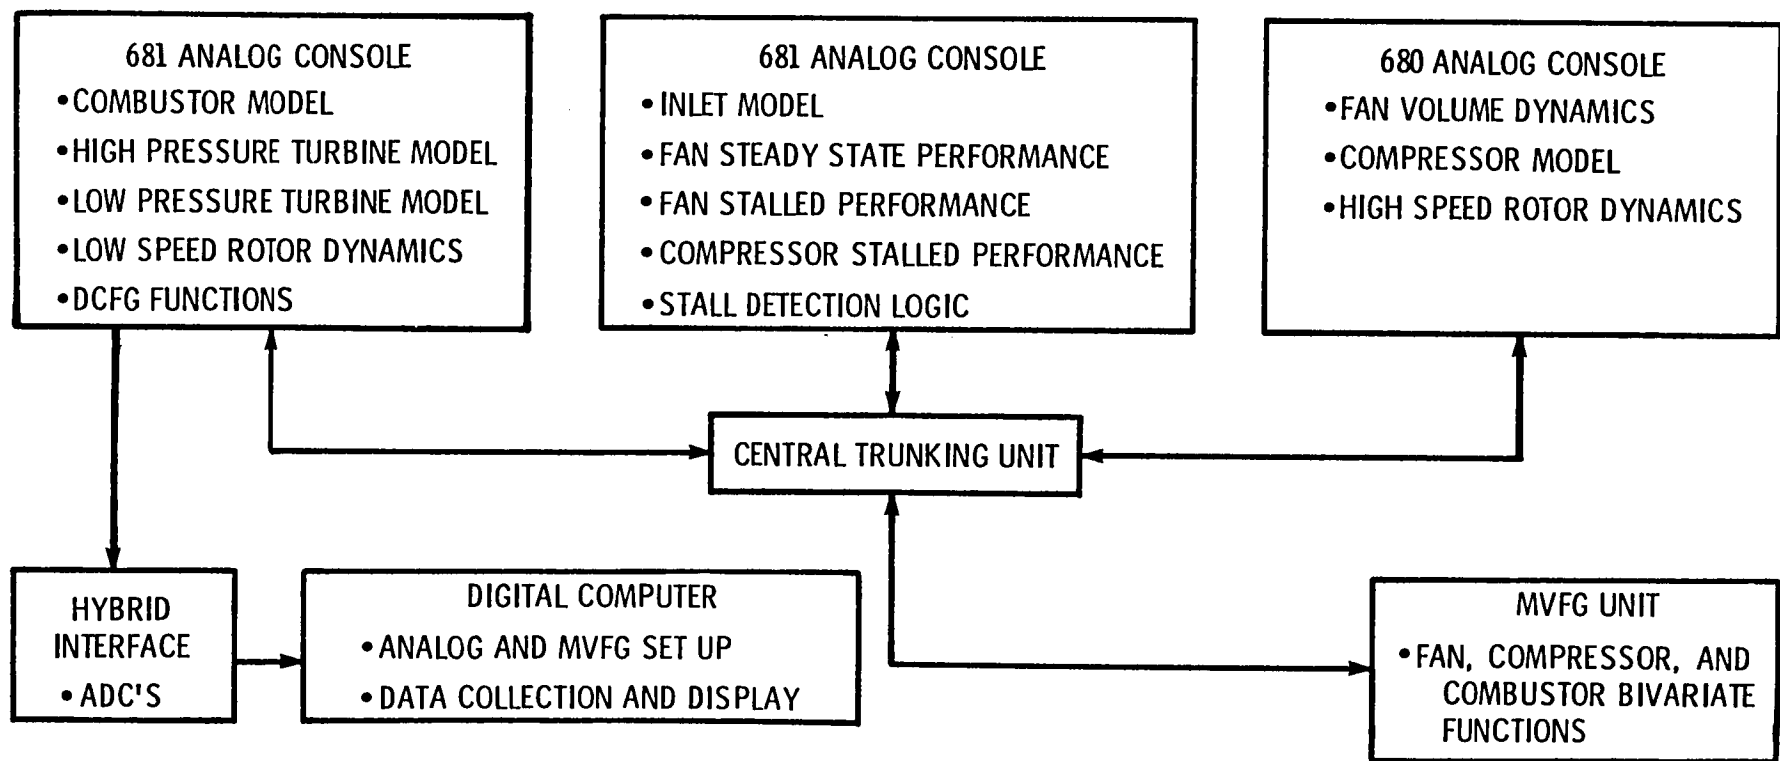 681 ANALOG CONSOLE
•COMBUSTOR MODEL
•HIGH PRESSURE TURBINE MODEL
•LOW PRESSURE TURBINE MODEL
•LOW SPEED ROTOR DYNAMICS
•DCFG FUNCTIONS
681 ANALOG CONSOLE
•INLET MODEL
•FAN STEADY STATE PERFORMANCE
•FAN STALLED PERFORMANCE
•COMPRESSOR STALLED PERFORMANCE
•STALL DETECTION LOGIC
680 ANALOG CONSOLE
•FAN VOLUME DYNAMICS
•COMPRESSOR MODEL
•HIGH SPEED ROTOR DYNAMICS
CENTRAL TRUNKING UNIT
HYBRID
INTERFACE
•ADC'S
DIGITAL COMPUTER
•ANALOG AND MVFG SET UP
•DATA COLLECTION AND DISPLAY
MVFG UNIT
•FAN, COMPRESSOR, AND
COMBUSTOR BIVARIATE
FUNCTIONS